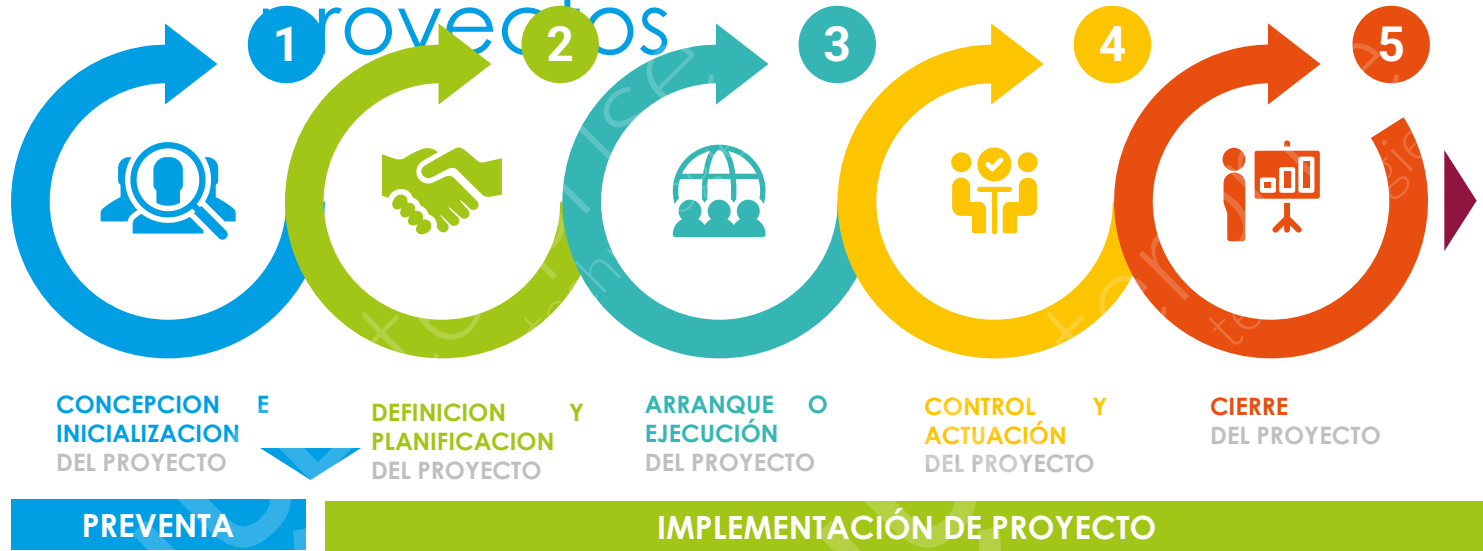 proyectos
1
2
3
4
5
CONCEPCION E
INICIALIZACION
DEL PROYECTO
DEFINICION Y
PLANIFICACION
DEL PROYECTO
ARRANQUE O
EJECUCIÓN
DEL PROYECTO
CONTROL Y
ACTUACIÓN
DEL PROYECTO
CIERRE
DEL PROYECTO
PREVENTA
IMPLEMENTACIÓN DE PROYECTO